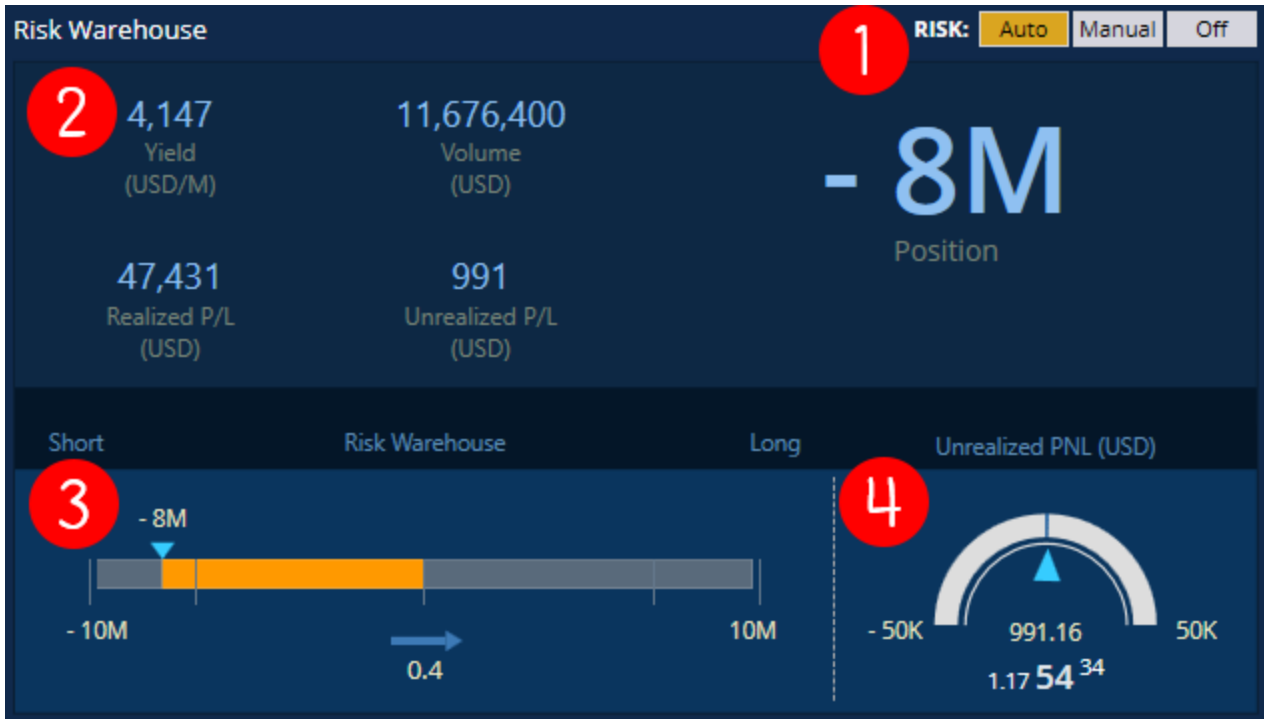 Risk Warehouse
RISK: Auto Manual Off
1
2
4,147
Yield
(USD/M)
11,676,400
Volume
(USD)
- 8M
Position
47,431
Realized P/L
(USD)
991
Unrealized P/L
(USD)
Short Risk Warehouse Long
Unrealized PNL (USD)
3
- 8M
- 10M
10M
0.4
4
- 50K
991.16
50K
1.17 54 34